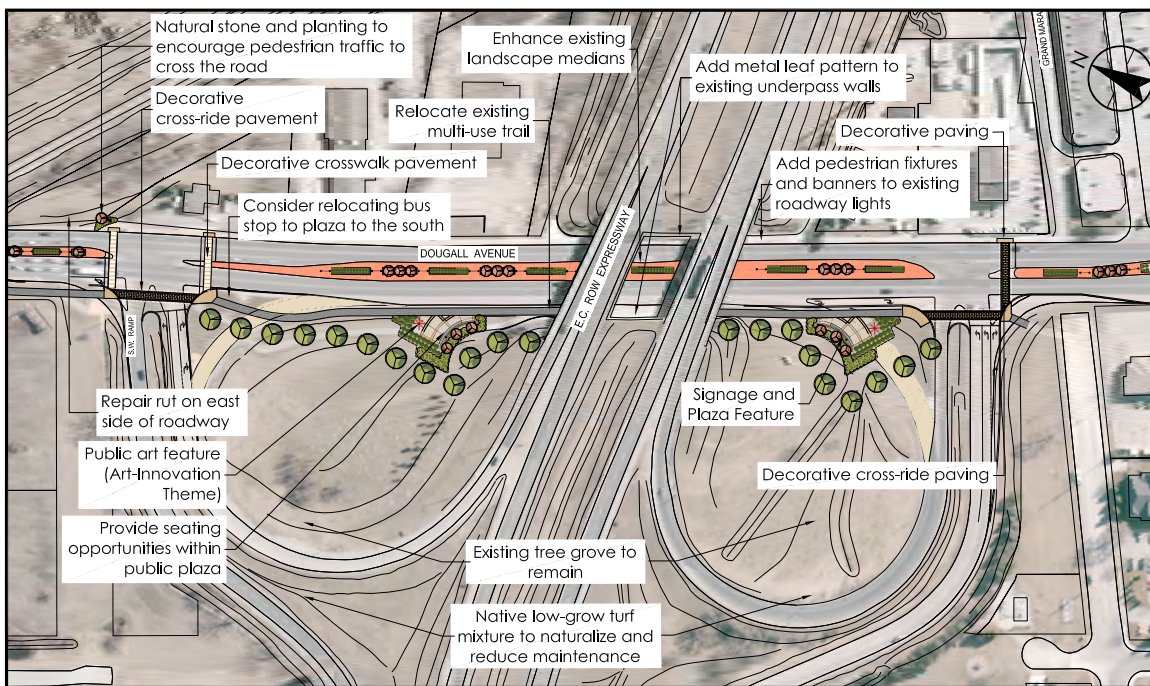 Natural stone and planting to
encourage pedestrian traffic to
cross the road
Decorative
cross-ride pavement
Enhance existing
landscape medians
Add metal leaf pattern to
existing underpass walls
Relocate existing
multi-use trail
Decorative crosswalk pavement
Consider relocating bus
stop to plaza to the south
Decorative paving
Add pedestrian fixtures
and banners to existing
roadway lights
GRAND MARA
N
DOUGALL AVENUE
E.C. ROW EXPRESSWAY
S.W. RAMP
Repair rut on east
side of roadway
Public art feature
(Art-Innovation
Theme)
Provide seating
opportunities within
public plaza
Signage and
Plaza Feature
Decorative cross-ride paving
Existing tree grove to
remain
Native low-grow turf
mixture to naturalize and
reduce maintenance